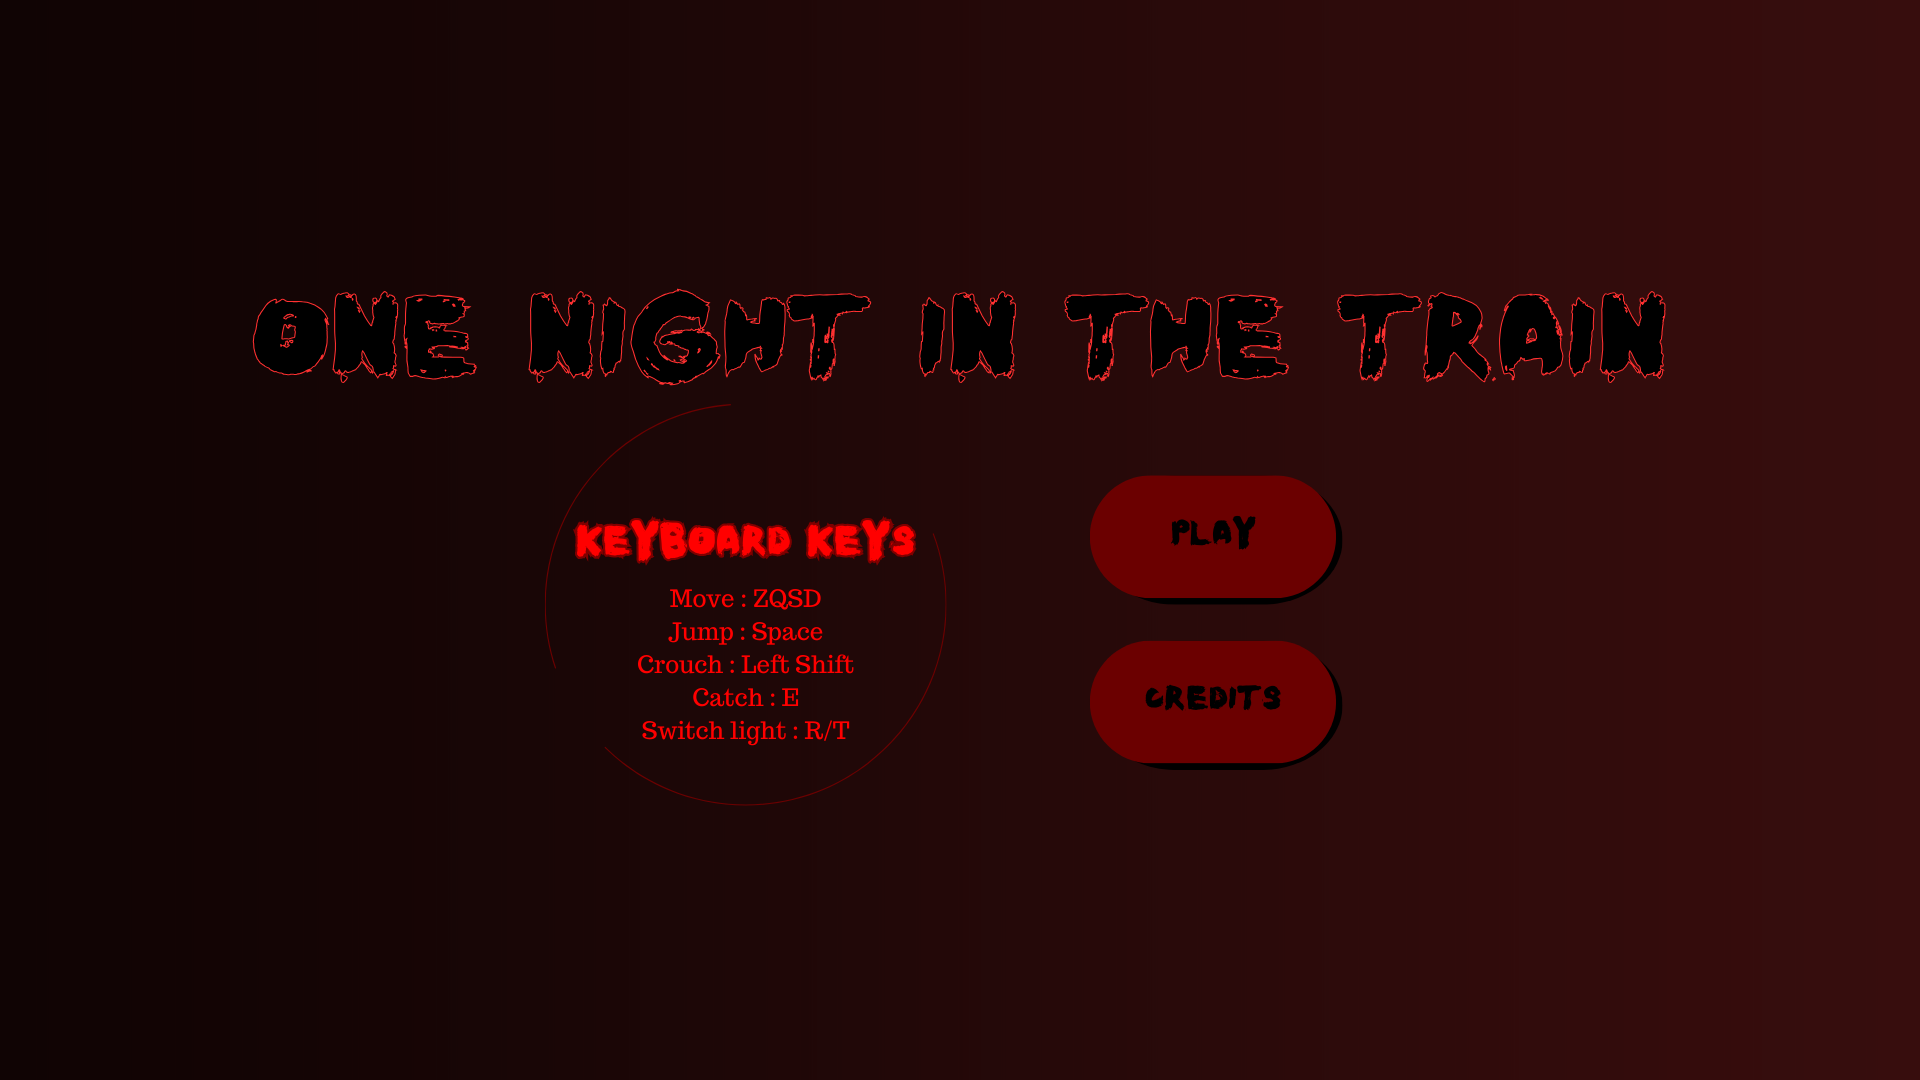 ONE NIGHT IN THE TRAIN
KEYBOARD KEYS
Move : ZQSD
Jump : Space
Crouch : Left Shift
Catch : E
Switch light : R/T
PLAY
CREDITS